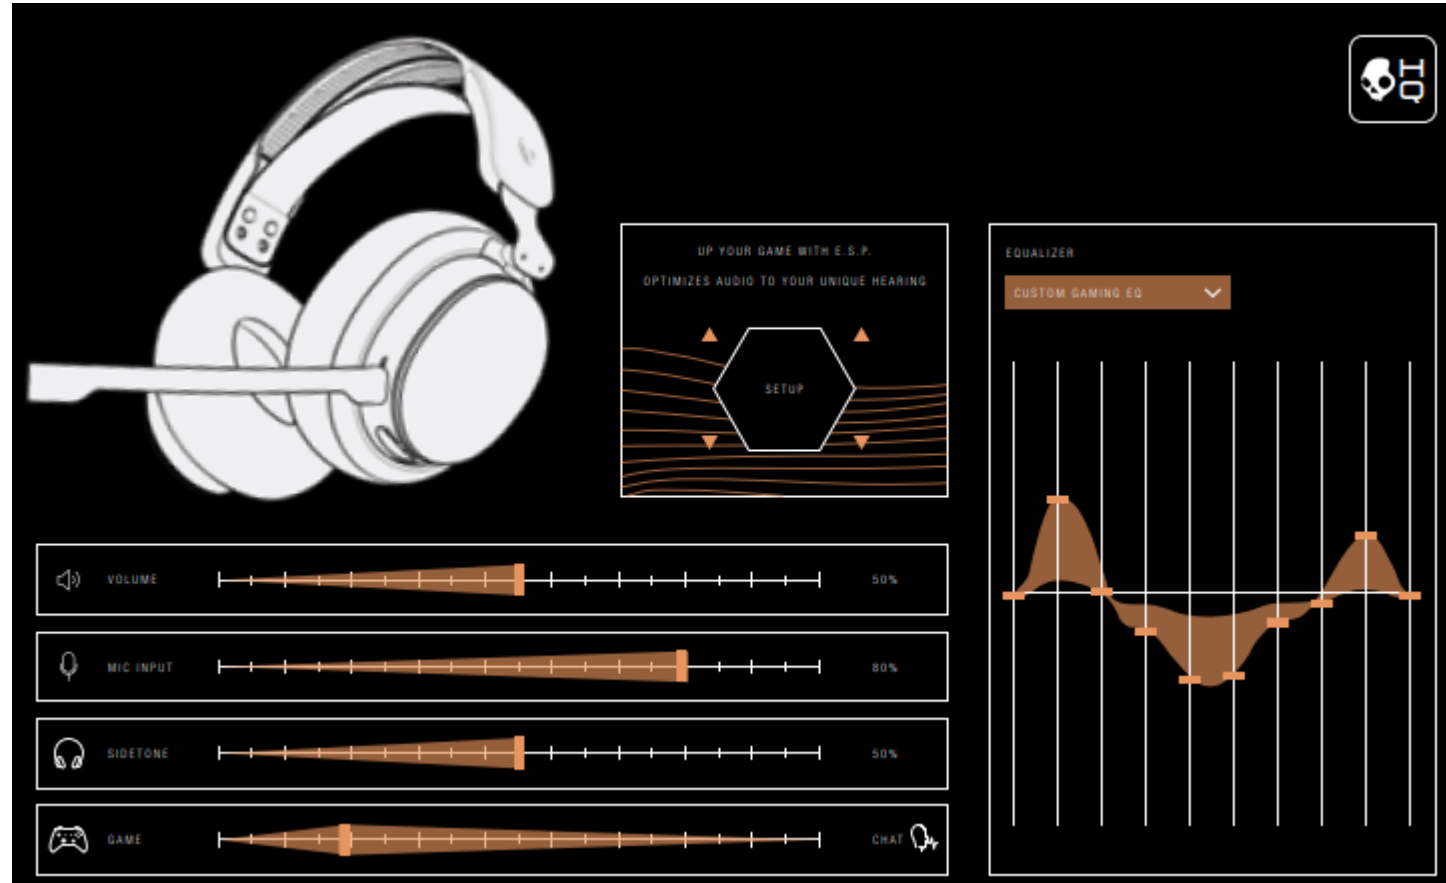 HQ
UP YOUR GAME WITH E.S.P.
OPTIMIZES AUDIO TO YOUR UNIQUE HEARING
SETUP
EQUALIZER
CUSTOM GAMING EQ
VOLUME 50%
MIC INPUT 80%
SIDETONE 50%
GAME CHAT